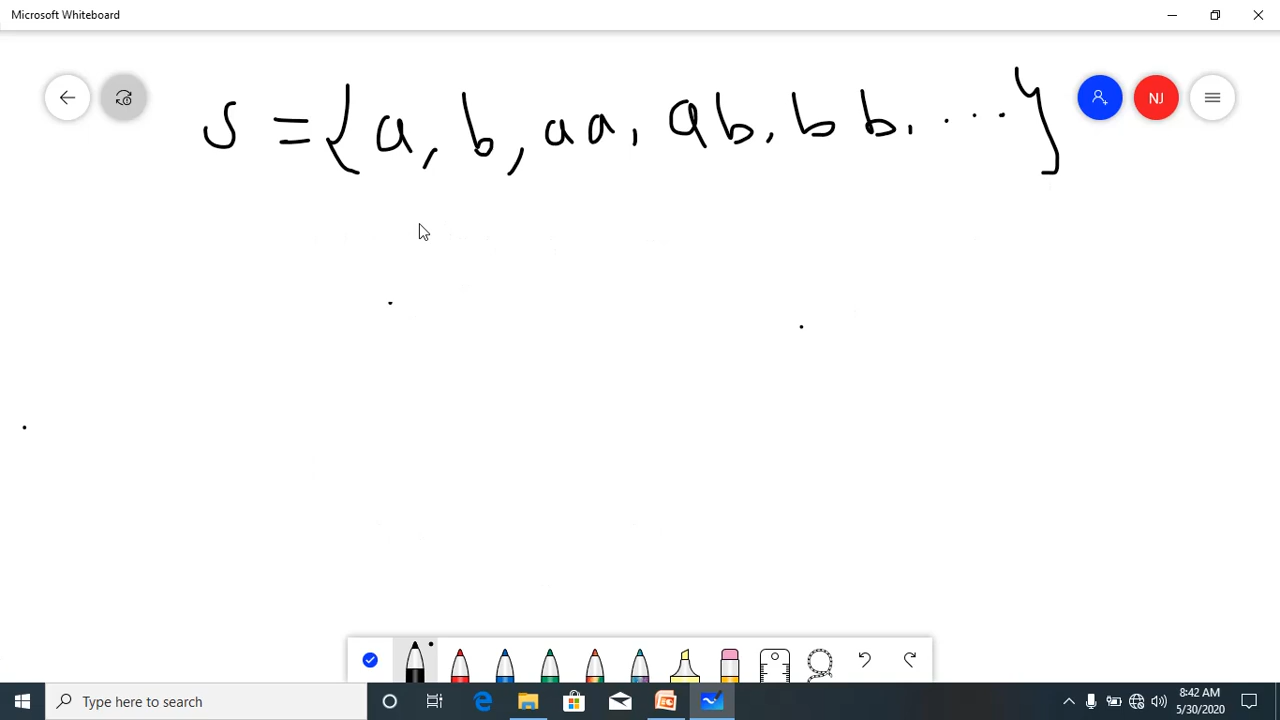 Microsoft Whiteboard
S = { a, b, aa, ab, bb, ... }
NJ
Type here to search
8:42 AM
5/30/2020